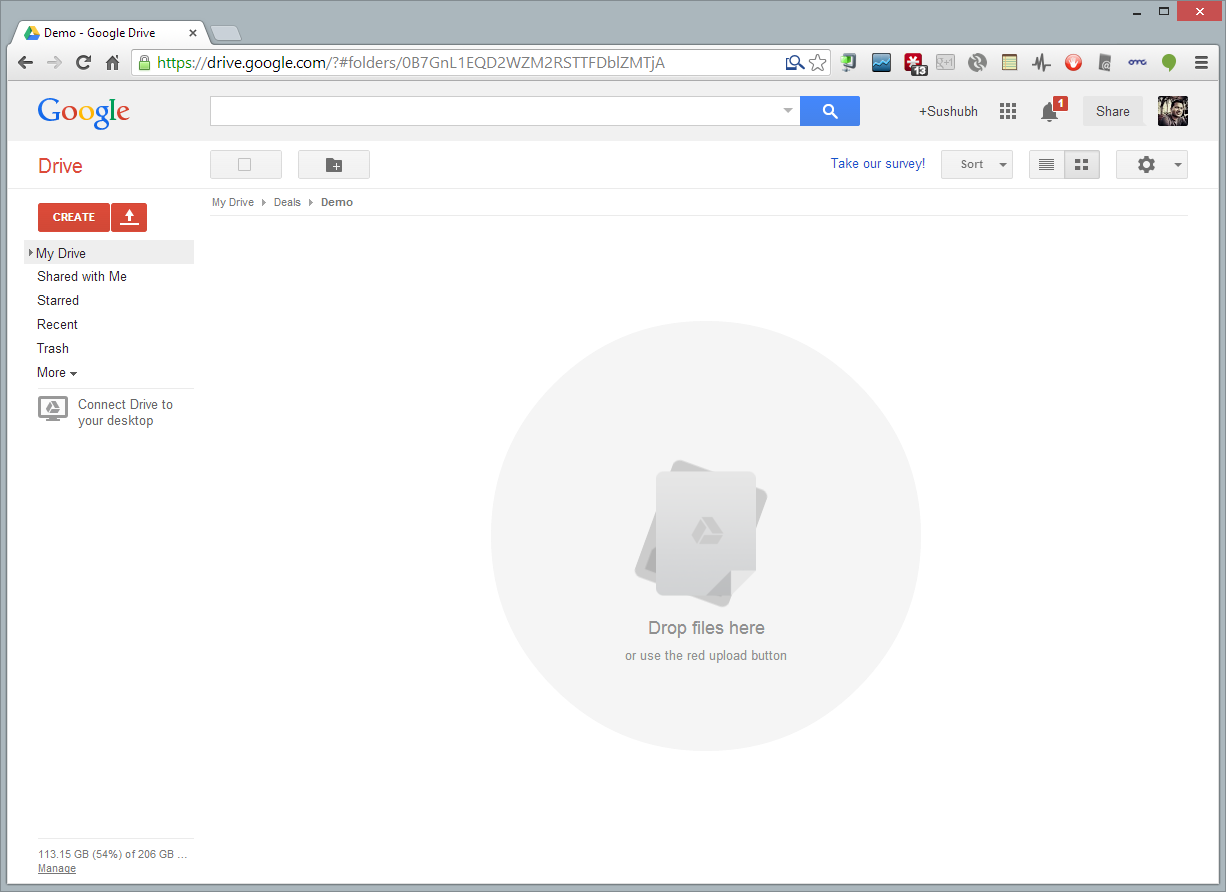 Demo - Google Drive
https://drive.google.com/?#folders/0B7GnL1EQD2WZM2RSTTFDblZMTjA
13
g+1
Google
+Sushubh
1
Share
Drive
Take our survey!
Sort
My Drive
Deals
Demo
CREATE
My Drive
Shared with Me
Starred
Recent
Trash
More
Connect Drive to
your desktop
Drop files here
or use the red upload button
113.15 GB (54%) of 206 GB ...
Manage